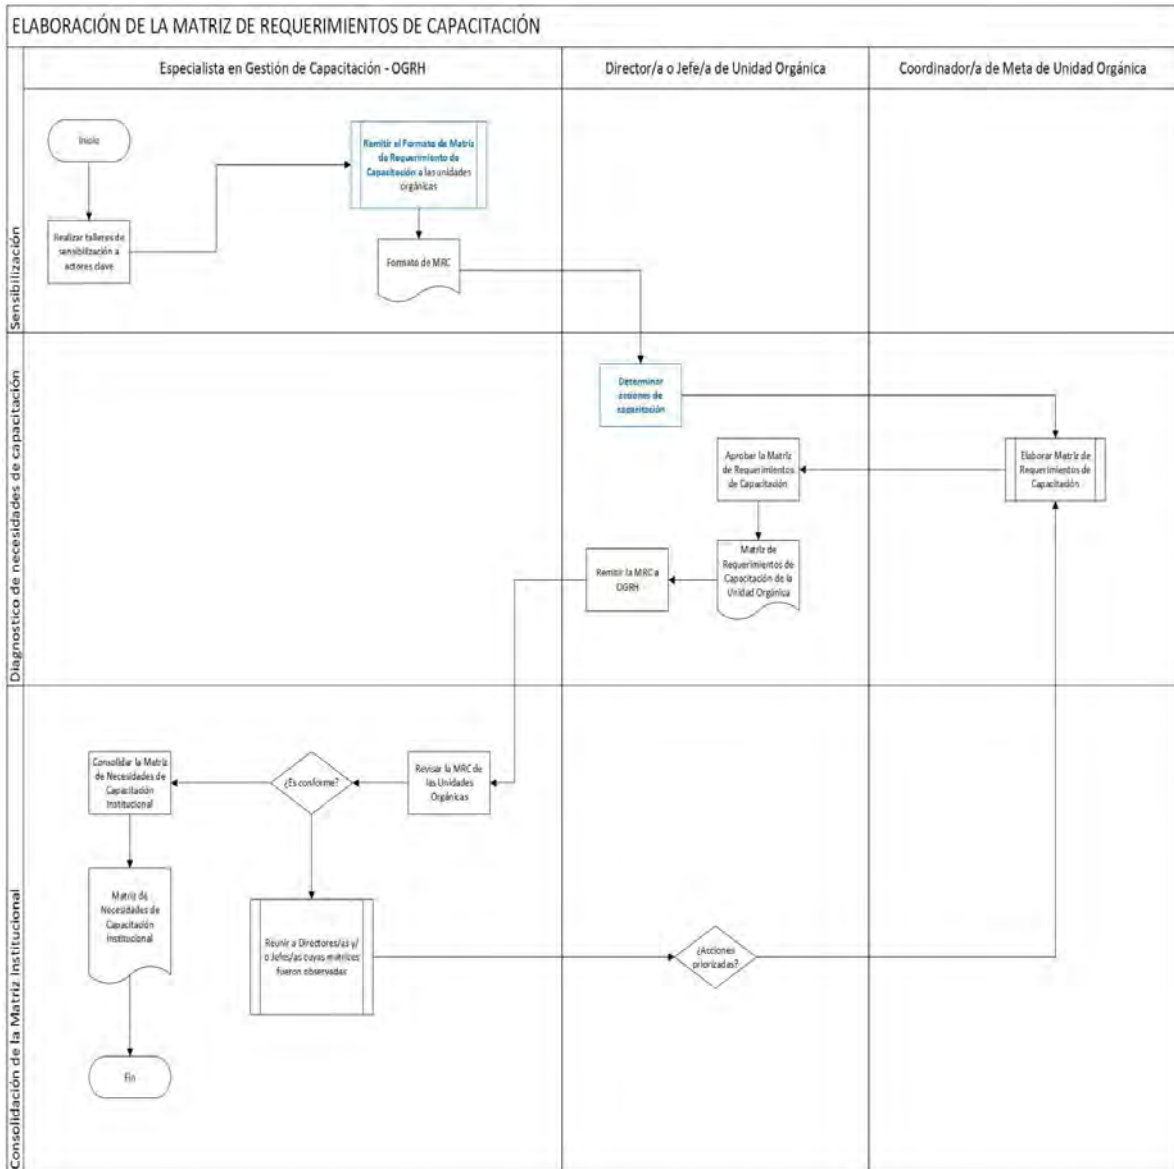 ELABORACIÓN DE LA MATRIZ DE REQUERIMIENTOS DE CAPACITACIÓN
Especialista en Gestión de Capacitación - OGRH
Director/a o Jefe/a de Unidad Orgánica
Coordinador/a de Meta de Unidad Orgánica
Sensibilización
Inicio
Realizar talleres de
sensibilización a
actores clave
Remitir el Formato de Matriz
de Requerimiento de
Capacitación a las unidades
orgánicas
Formato de MRC
Diagnostico de necesidades de capacitación
Determinar
acciones de
capacitación
Aprobar la Matriz
de Requerimientos
de Capacitación
Elaborar Matriz de
Requerimientos de
Capacitación
Matriz de
Requerimientos de
Capacitación de la
Unidad Orgánica
Remitir la MRC a
OGRH
Consolidación de la Matriz Institucional
Consolidar la Matriz
de Necesidades de
Capacitación
Institucional
¿Es conforme?
Revisar la MRC de
las Unidades
Orgánicas
Matriz de
Necesidades de
Capacitación
Institucional
Reunir a Directores/as y/
o Jefes/as cuyas matrices
fueron observadas
¿Acciones
priorizadas?
Fin